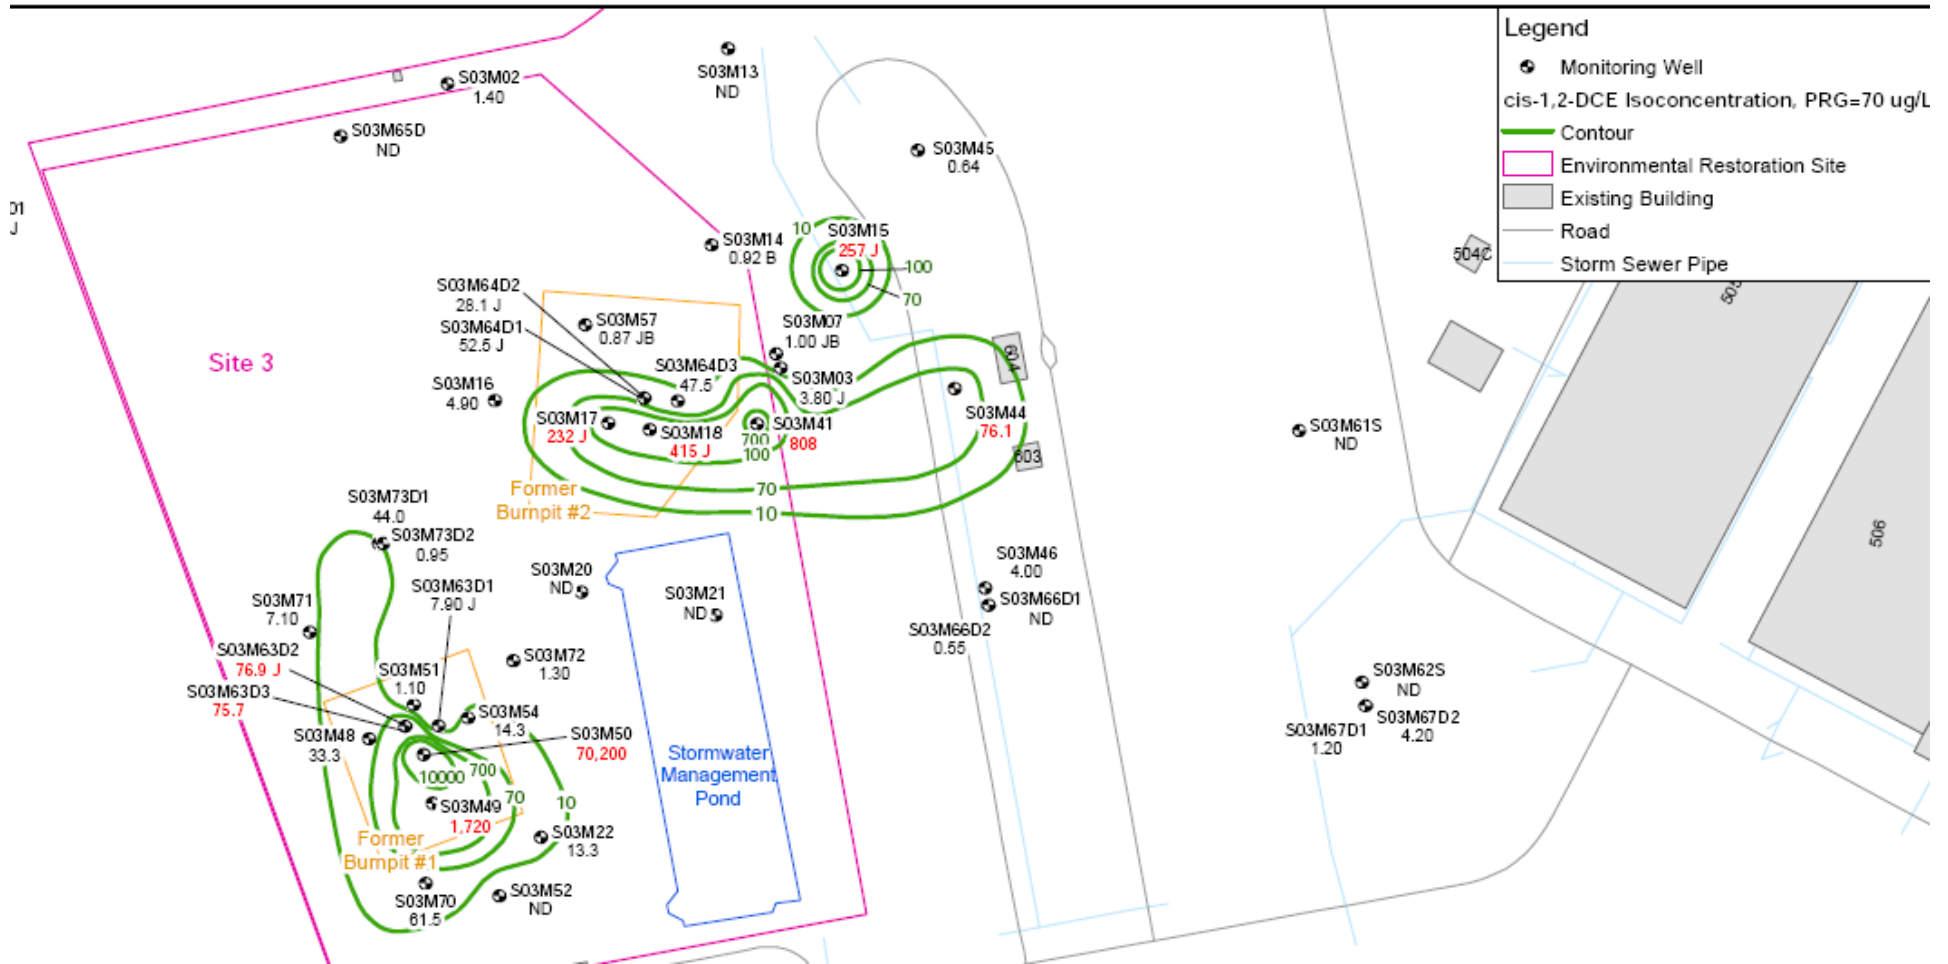 Legend
Monitoring Well
cis-1,2-DCE Isoconcentration, PRG=70 ug/L
Contour
Environmental Restoration Site
Existing Building
Road
Storm Sewer Pipe
S03M02
1.40
S03M13
ND
S03M65D
ND
S03M45
0.64
01
J
S03M14
0.92 B
10
S03M15
257 J
100
70
504C
505
S03M64D2
28.1 J
S03M64D1
52.5 J
S03M57
0.87 JB
S03M07
1.00 JB
604
Site 3
S03M64D3
47.5
S03M03
3.80 J
S03M16
4.90
S03M17
232 J
S03M18
415 J
S03M41
808
700
100
S03M44
76.1
603
S03M61S
ND
70
10
Former
Burnpit #2
506
S03M73D1
44.0
S03M73D2
0.95
S03M63D1
7.90 J
S03M20
ND
S03M21
ND
S03M46
4.00
S03M66D1
ND
S03M66D2
0.55
S03M71
7.10
S03M63D2
76.9 J
S03M63D3
75.7
S03M51
1.10
S03M72
1.30
S03M54
14.3
S03M50
70,200
S03M48
33.3
10000
700
70
10
S03M49
1,720
Former
Burnpit #1
S03M22
13.3
S03M70
61.5
S03M52
ND
Stormwater
Management
Pond
S03M62S
ND
S03M67D2
4.20
S03M67D1
1.20